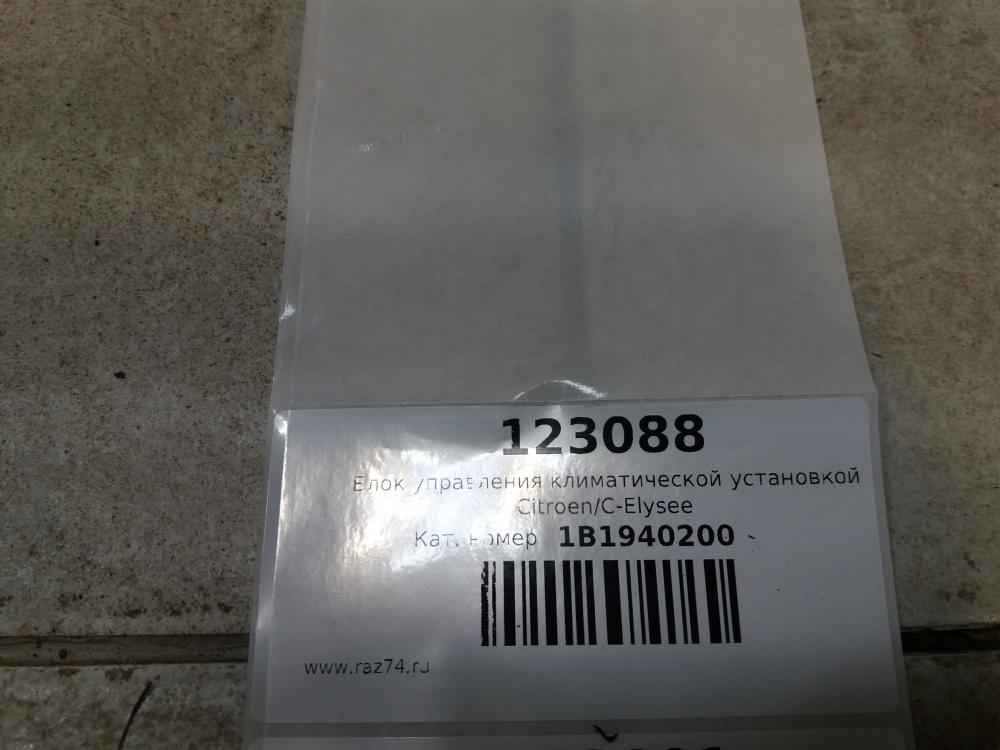 123088
Блок управления климатической установкой
Citroen/C-Elysee
Кат. номер 1B1940200
www.raz74.ru